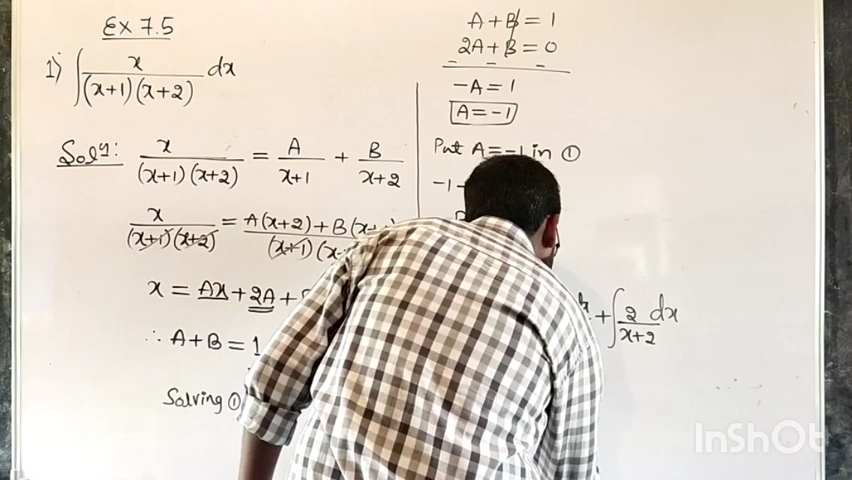 Ex 7.5
1) ∫ x / (x+1)(x+2) dx
Solⁿ: x / (x+1)(x+2) = A / x+1 + B / x+2
x / (x+1)(x+2) = A(x+2) + B(x+ / (x+1)(x+
x = Ax + 2A +
∴ A+B = 1
Solving ①
A + B = 1
2A + B = 0
- - -
-A = 1
A = -1
Put A = -1 in ①
-1
+ ∫ 2 dx / x+2
InShOt